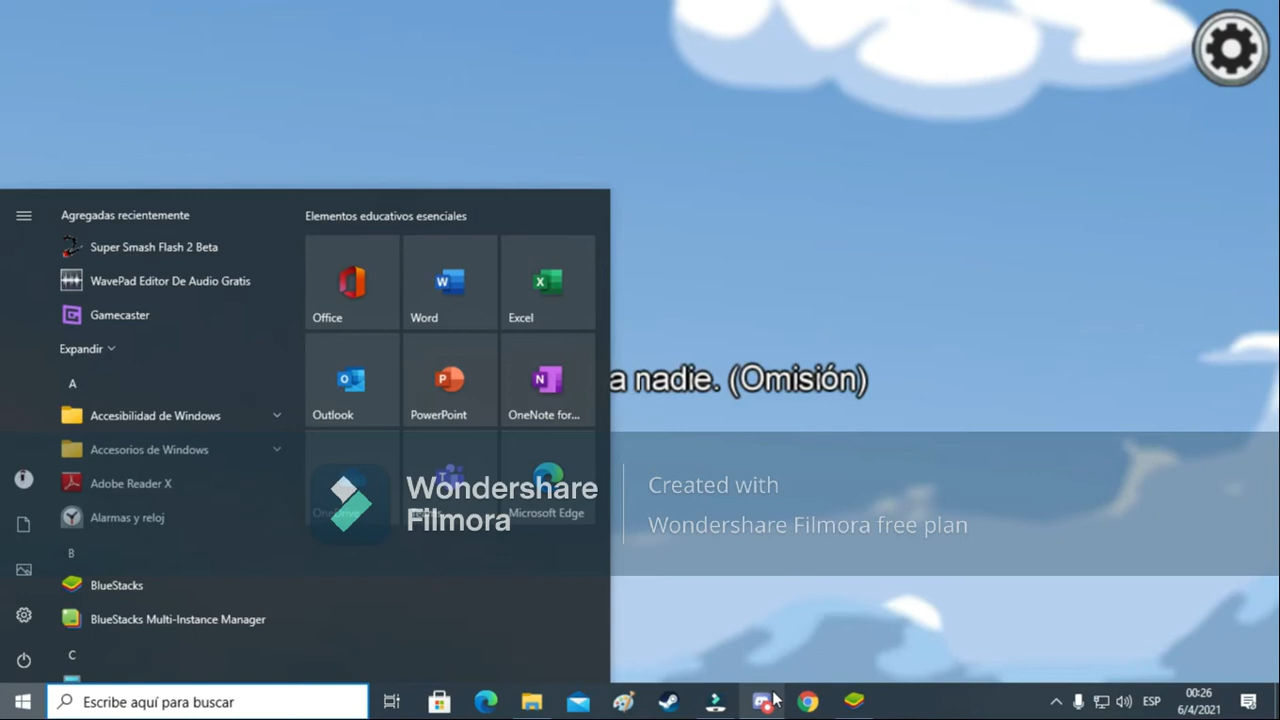 Agregadas recientemente
Super Smash Flash 2 Beta
WavePad Editor De Audio Gratis
Gamecaster
Expandir
A
Accesibilidad de Windows
Accesorios de Windows
Adobe Reader X
Alarmas y reloj
B
BlueStacks
BlueStacks Multi-Instance Manager
C
Elementos educativos esenciales
Office
Word
Excel
Outlook
PowerPoint
OneNote for...
OneDrive
Microsoft Edge
a nadie. (Omisión)
Wondershare
Filmora
Created with
Wondershare Filmora free plan
Escribe aquí para buscar
ESP
00:26
6/4/2021